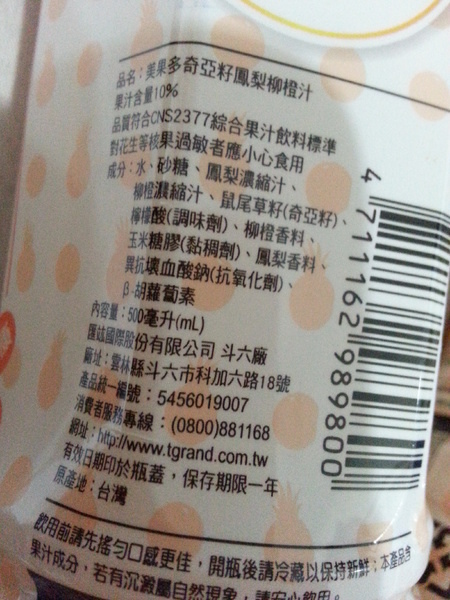 品名：美果多奇亞籽鳳梨柳橙汁
果汁含量10%
品質符合CNS2377綜合果汁飲料標準
對花生等核果過敏者應小心食用
成分：水、砂糖、鳳梨濃縮汁、
柳橙濃縮汁、鼠尾草籽(奇亞籽)、
檸檬酸(調味劑)、柳橙香料、
玉米糖膠(黏稠劑)、鳳梨香料、
異抗壞血酸鈉(抗氧化劑)、
β-胡蘿蔔素
內容量：500毫升(mL)
匯竑國際股份有限公司 斗六廠
廠址：雲林縣斗六市科加六路18號
產品統一編號：5456019007
消費者服務專線：(0800)881168
網址：http://www.tgrand.com.tw
有效日期印於瓶蓋，保存期限一年
原產地：台灣
4 711162 989800
飲用前請先搖勻口感更佳，開瓶後請冷藏以保持新鮮；本產品含
果汁成分，若有沉澱屬自然現象，請安心飲用。